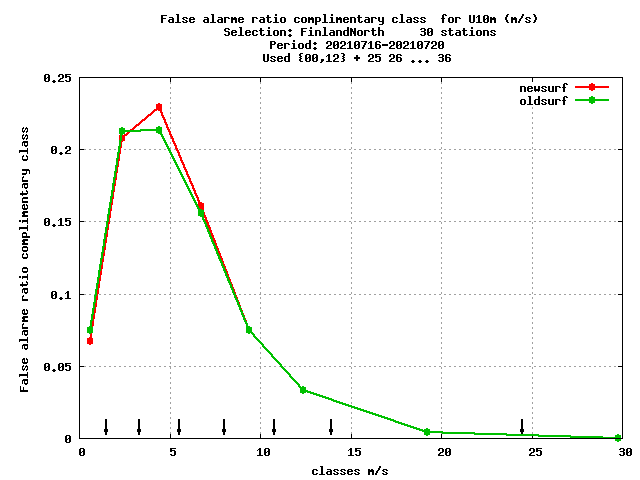 False alarme ratio complimentary class  for U10m (m/s)
Selection: FinlandNorth     30 stations
Period: 20210716-20210720
Used {00,12} + 25 26 ... 36
newsurf
oldsurf
False alarme ratio complimentary class
0.25
0.2
0.15
0.1
0.05
0
0 5 10 15 20 25 30
classes m/s